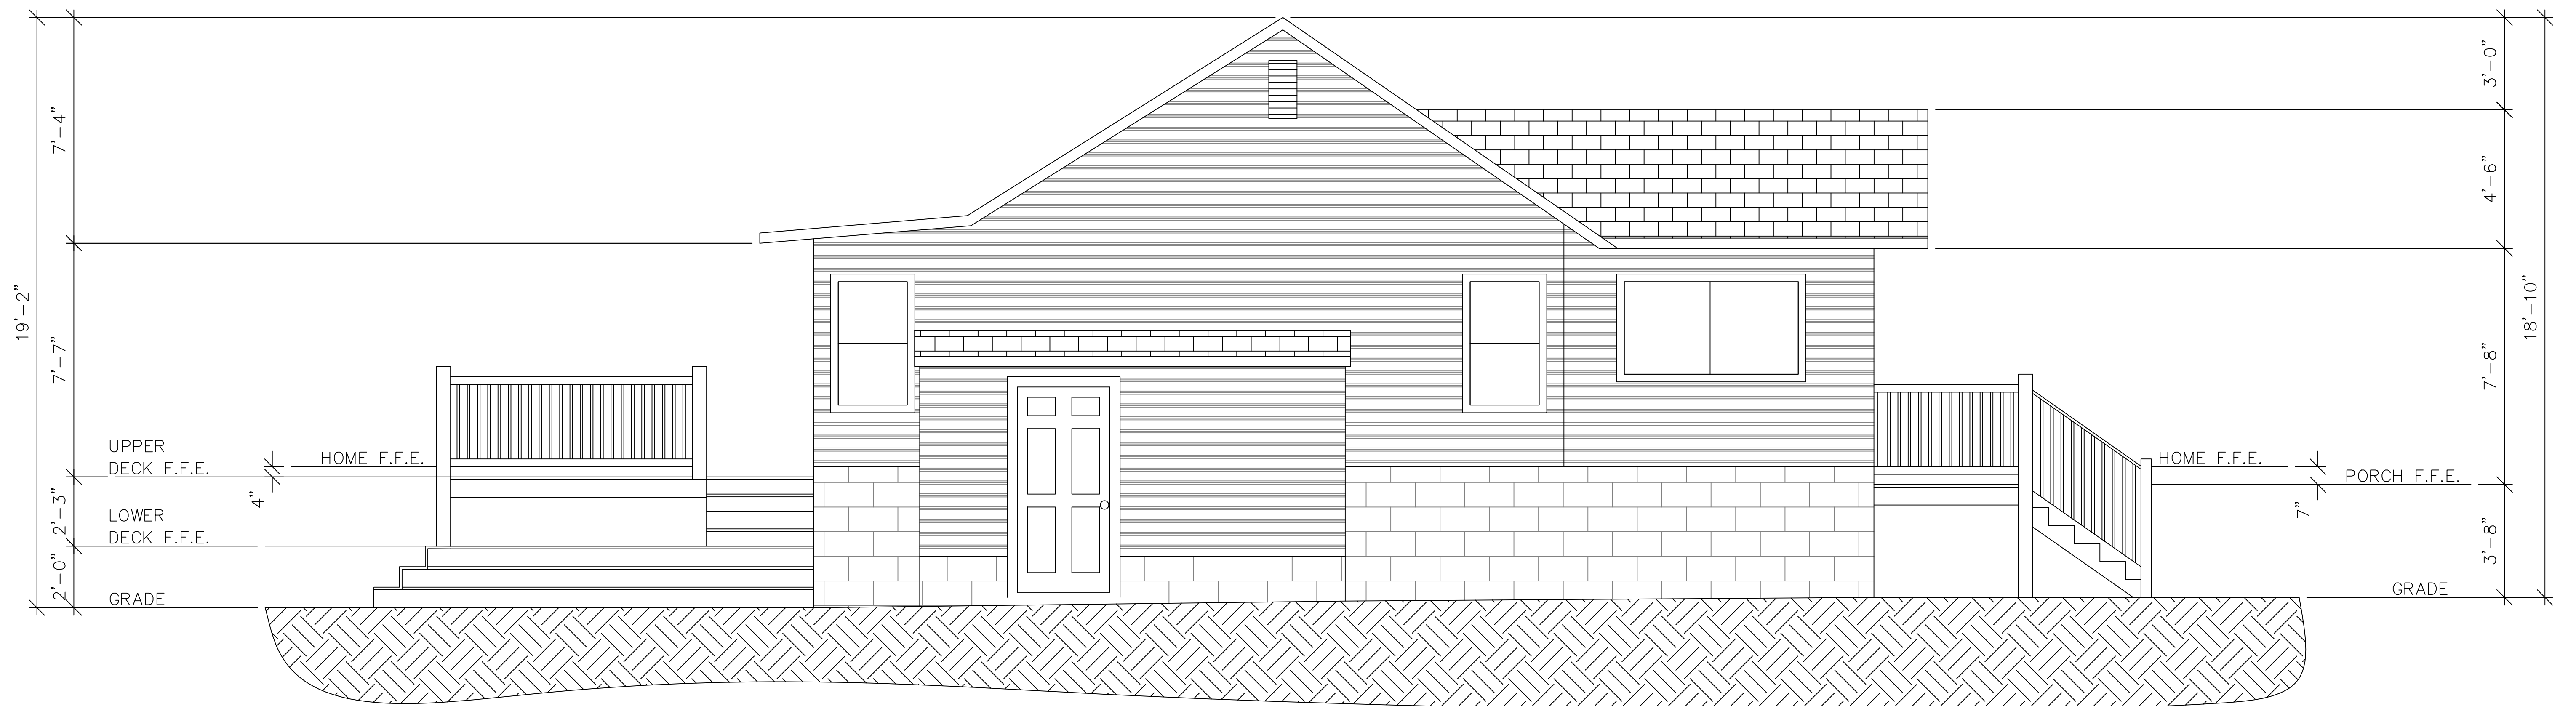 19'-2"
7'-4"
7'-7"
2'-3"
2'-0"
UPPER
DECK F.F.E.
LOWER
DECK F.F.E.
GRADE
4"
HOME F.F.E.
HOME F.F.E.
PORCH F.F.E.
7"
GRADE
3'-0"
4'-6"
7'-8"
3'-8"
18'-10"